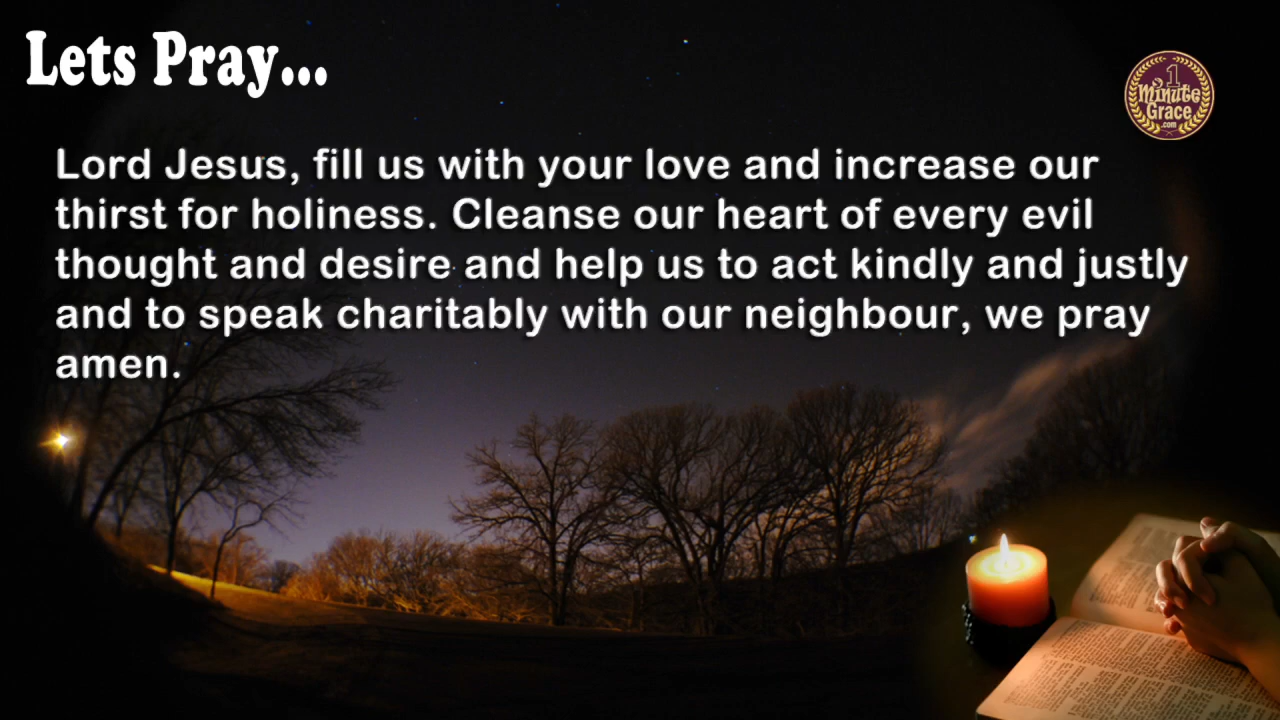 Lets Pray...
1
Minute
Grace
.com
Lord Jesus, fill us with your love and increase our
thirst for holiness. Cleanse our heart of every evil
thought and desire and help us to act kindly and justly
and to speak charitably with our neighbour, we pray
amen.